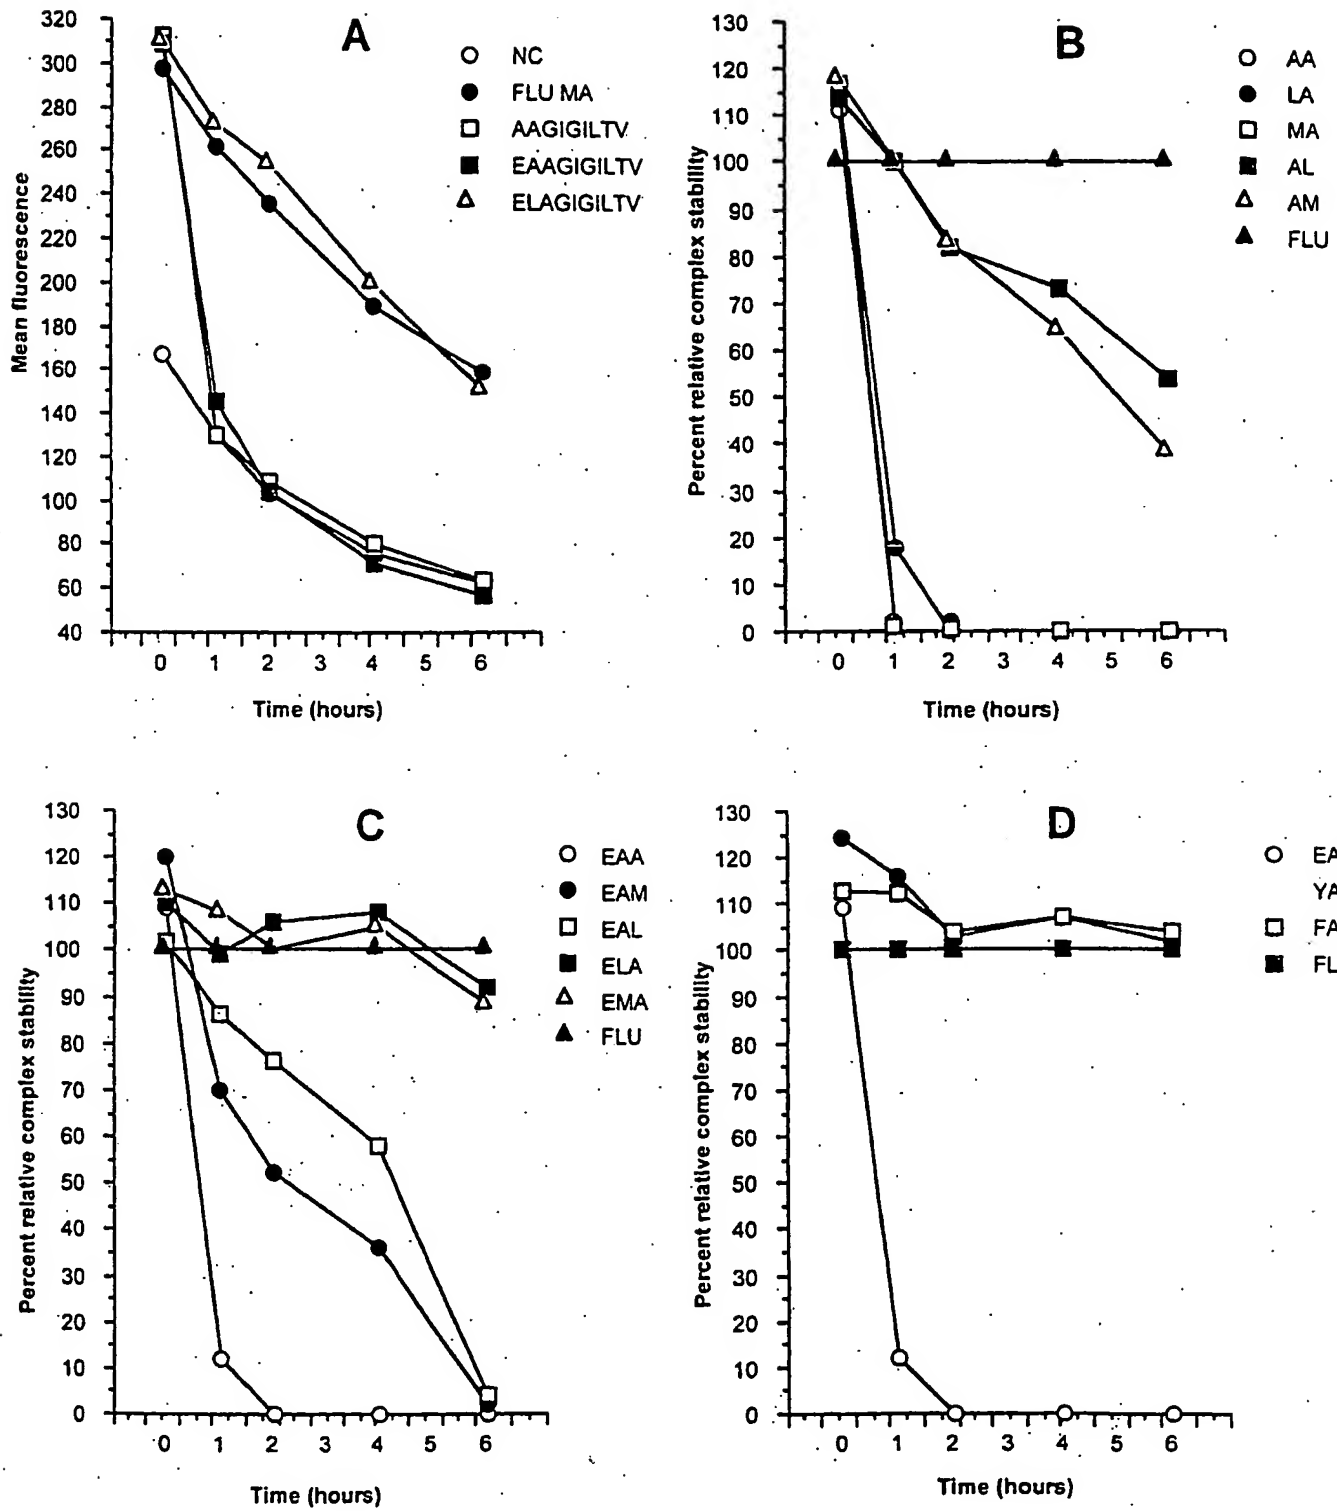 A
NC
FLU MA
AAGIGILTV
EAAGIGILTV
ELAGIGILTV
Mean fluorescence
320
300
280
260
240
220
200
180
160
140
120
100
80
60
40
0 1 2 3 4 5 6
Time (hours)
B
AA
LA
MA
AL
AM
FLU
Percent relative complex stability
130
120
110
100
90
80
70
60
50
40
30
20
10
0
0 1 2 3 4 5 6
Time (hours)
C
EAA
EAM
EAL
ELA
EMA
FLU
Percent relative complex stability
130
120
110
100
90
80
70
60
50
40
30
20
10
0
0 1 2 3 4 5 6
Time (hours)
D
EA
YA
FA
FL
Percent relative complex stability
130
120
110
100
90
80
70
60
50
40
30
20
10
0
0 1 2 3 4 5 6
Time (hours)